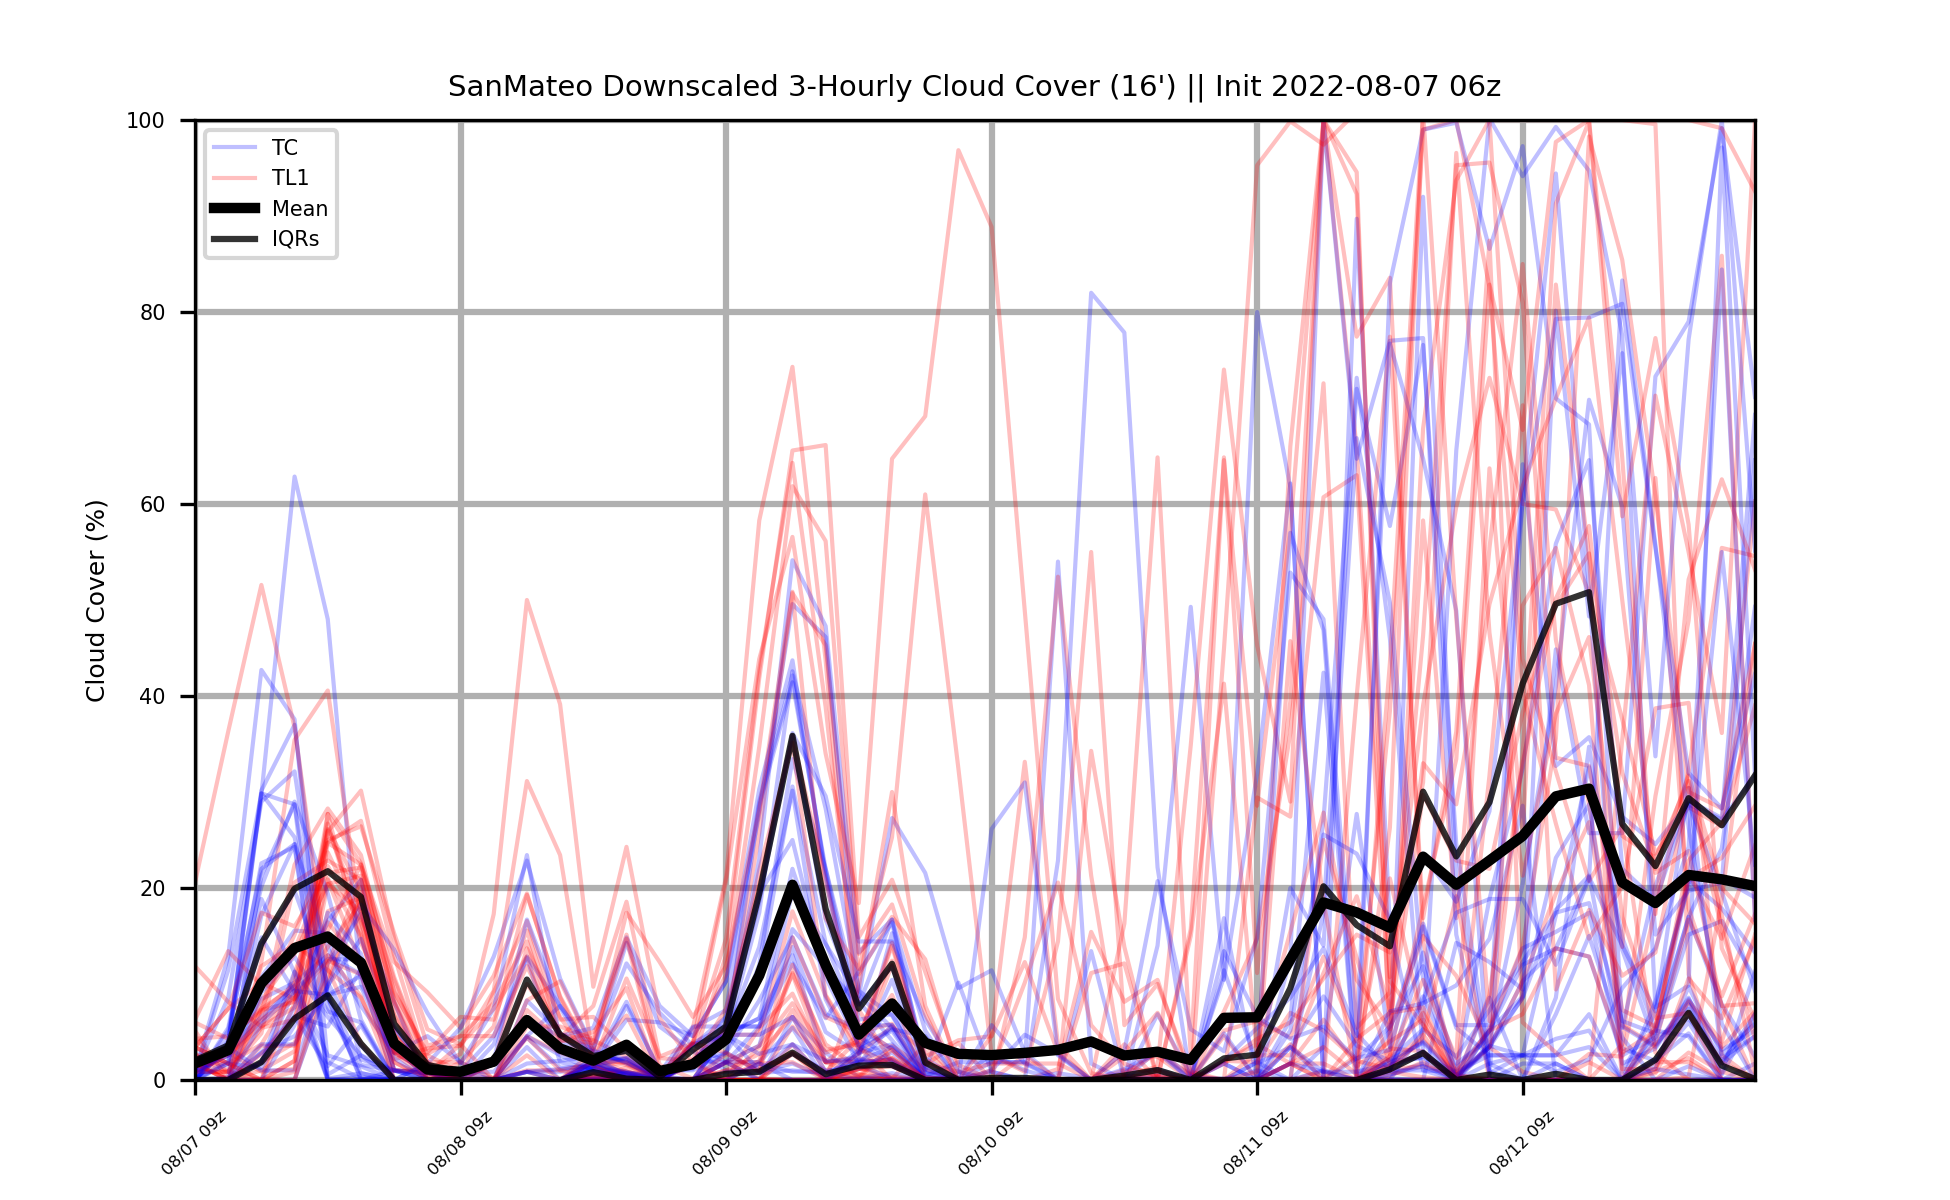 SanMateo Downscaled 3-Hourly Cloud Cover (16') || Init 2022-08-07 06z
100
80
60
40
20
0
Cloud Cover (%)
TC
TL1
Mean
IQRs
08/07 09z
08/08 09z
08/09 09z
08/10 09z
08/11 09z
08/12 09z